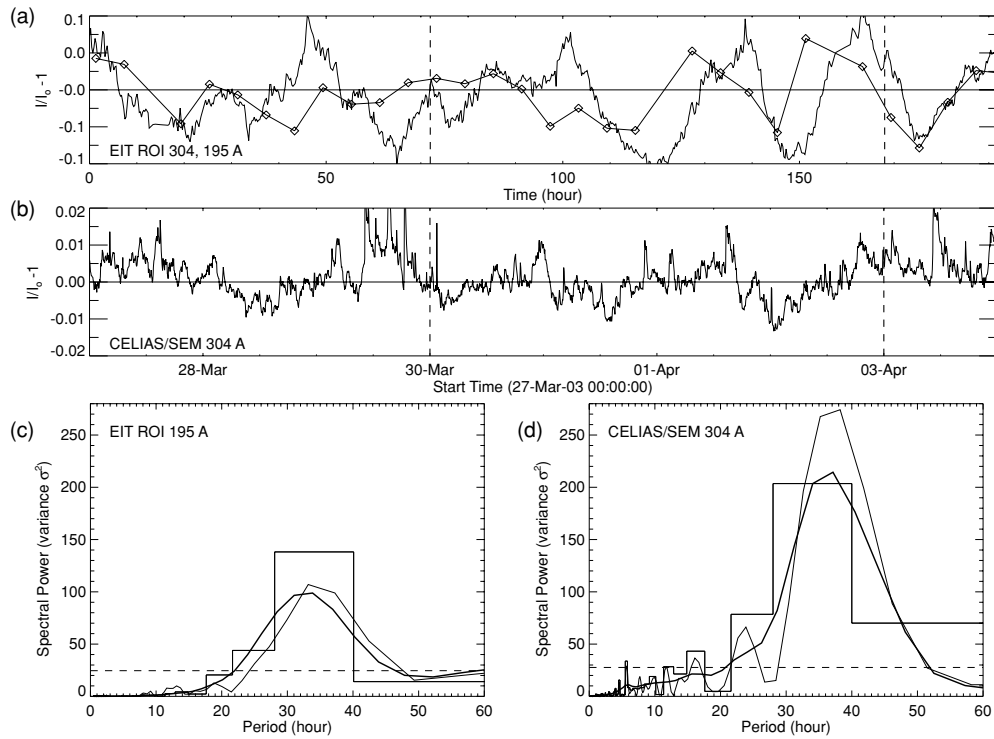 (a)
0.1
0.0
-0.0
-0.1
-0.1
I/I₀ - 1
EIT ROI 304, 195 A
0 50 100 150
Time (hour)
(b)
0.02
0.01
0.00
-0.01
-0.02
I/I₀ - 1
CELIAS/SEM 304 A
28-Mar 30-Mar 01-Apr 03-Apr
Start Time (27-Mar-03 00:00:00)
(c)
EIT ROI 195 A
250
200
150
100
50
0
Spectral Power (variance σ²)
0 10 20 30 40 50 60
Period (hour)
(d)
CELIAS/SEM 304 A
250
200
150
100
50
0
Spectral Power (variance σ²)
0 10 20 30 40 50 60
Period (hour)